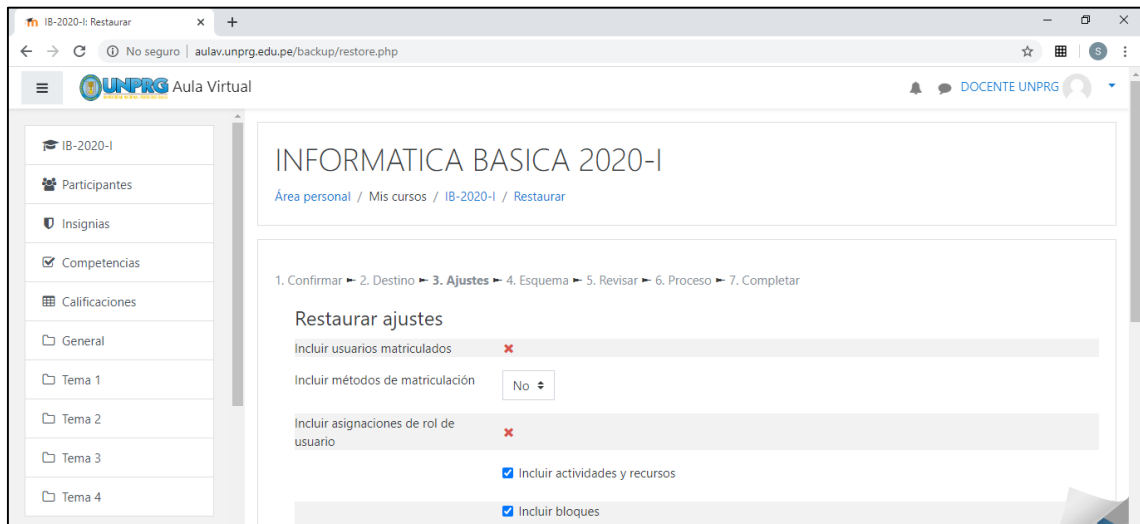 IB-2020-I: Restaurar
No seguro | aulav.unprg.edu.pe/backup/restore.php
S
UNPRG Aula Virtual
DOCENTE UNPRG
IB-2020-I
Participantes
Insignias
Competencias
Calificaciones
General
Tema 1
Tema 2
Tema 3
Tema 4
INFORMATICA BASICA 2020-I
Área personal / Mis cursos / IB-2020-I / Restaurar
1. Confirmar ► 2. Destino ► 3. Ajustes ► 4. Esquema ► 5. Revisar ► 6. Proceso ► 7. Completar
Restaurar ajustes
Incluir usuarios matriculados
Incluir métodos de matriculación
No
Incluir asignaciones de rol de
usuario
Incluir actividades y recursos
Incluir bloques